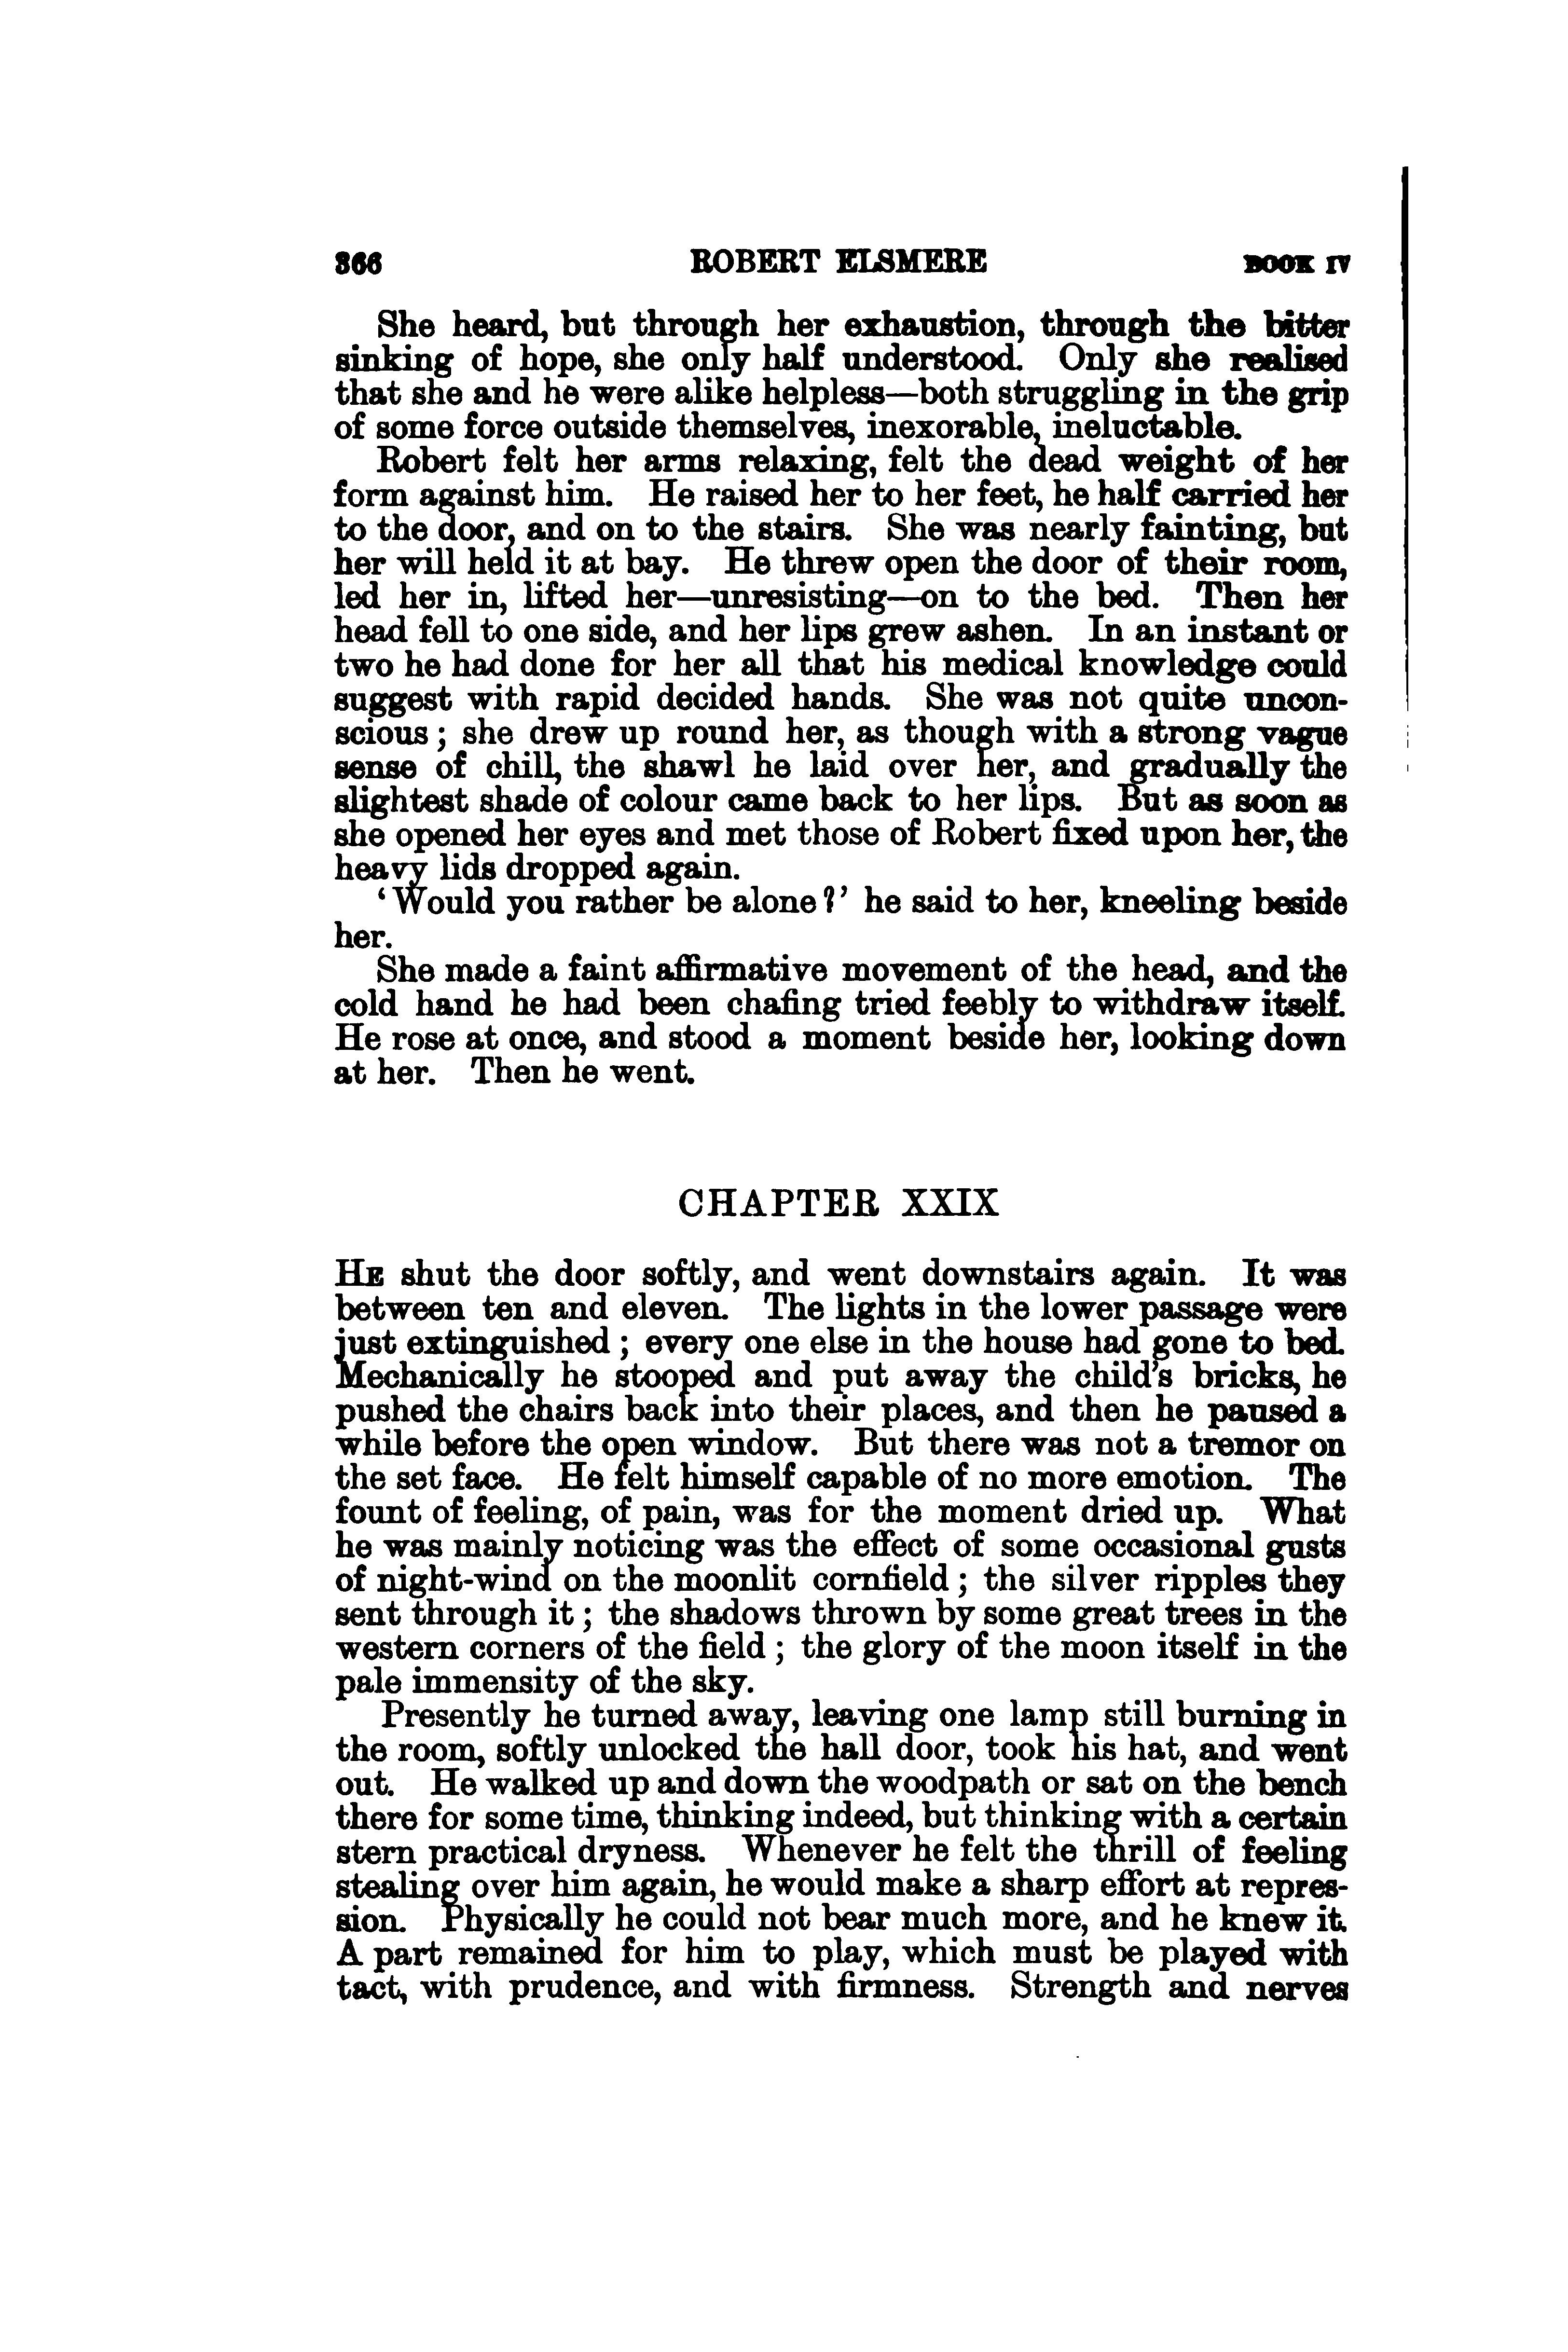 366 ROBERT ELSMERE BOOK IV
She heard, but through her exhaustion, through the bitter
sinking of hope, she only half understood. Only she realised
that she and he were alike helpless—both struggling in the grip
of some force outside themselves, inexorable, ineluctable.
Robert felt her arms relaxing, felt the dead weight of her
form against him. He raised her to her feet, he half carried her
to the door, and on to the stairs. She was nearly fainting, but
her will held it at bay. He threw open the door of their room,
led her in, lifted her—unresisting—on to the bed. Then her
head fell to one side, and her lips grew ashen. In an instant or
two he had done for her all that his medical knowledge could
suggest with rapid decided hands. She was not quite uncon-
scious; she drew up round her, as though with a strong vague
sense of chill, the shawl he laid over her, and gradually the
slightest shade of colour came back to her lips. But as soon as
she opened her eyes and met those of Robert fixed upon her, the
heavy lids dropped again.
‘Would you rather be alone?’ he said to her, kneeling beside
her.
She made a faint affirmative movement of the head, and the
cold hand he had been chafing tried feebly to withdraw itself.
He rose at once, and stood a moment beside her, looking down
at her. Then he went.
CHAPTER XXIX
HE shut the door softly, and went downstairs again. It was
between ten and eleven. The lights in the lower passage were
just extinguished; every one else in the house had gone to bed.
Mechanically he stooped and put away the child’s bricks, he
pushed the chairs back into their places, and then he paused a
while before the open window. But there was not a tremor on
the set face. He felt himself capable of no more emotion. The
fount of feeling, of pain, was for the moment dried up. What
he was mainly noticing was the effect of some occasional gusts
of night-wind on the moonlit cornfield; the silver ripples they
sent through it; the shadows thrown by some great trees in the
western corners of the field; the glory of the moon itself in the
pale immensity of the sky.
Presently he turned away, leaving one lamp still burning in
the room, softly unlocked the hall door, took his hat, and went
out. He walked up and down the woodpath or sat on the bench
there for some time, thinking indeed, but thinking with a certain
stern practical dryness. Whenever he felt the thrill of feeling
stealing over him again, he would make a sharp effort at repres-
sion. Physically he could not bear much more, and he knew it.
A part remained for him to play, which must be played with
tact, with prudence, and with firmness. Strength and nerves